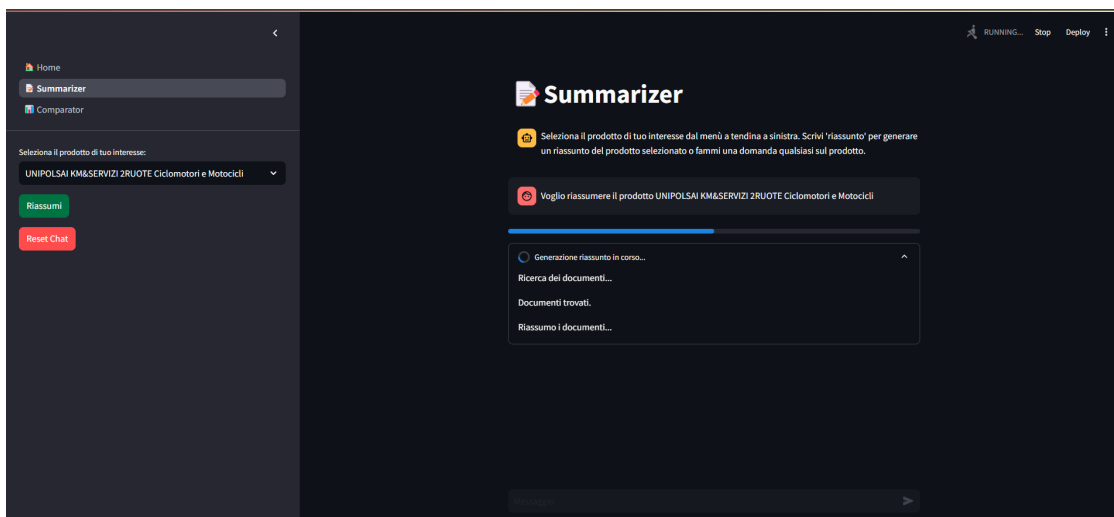 RUNNING... Stop Deploy
Home
Summarizer
Comparator
Seleziona il prodotto di tuo interesse:
UNIPOLSAI KM&SERVIZI 2RUOTE Ciclomotori e Motocicli
Riassumi
Reset Chat
Summarizer
Seleziona il prodotto di tuo interesse dal menù a tendina a sinistra. Scrivi 'riassunto' per generare
un riassunto del prodotto selezionato o fammi una domanda qualsiasi sul prodotto.
Voglio riassumere il prodotto UNIPOLSAI KM&SERVIZI 2RUOTE Ciclomotori e Motocicli
Generazione riassunto in corso...
Ricerca dei documenti...
Documenti trovati.
Riassumo i documenti...